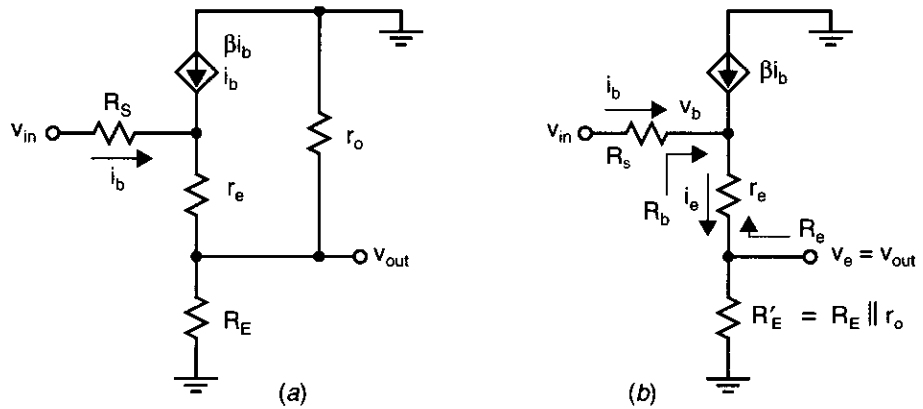 βi_b
i_b
R_S
v_in
i_b
r_o
r_e
v_out
R_E
(a)
βi_b
i_b
v_b
v_in
R_s
R_b
i_e
r_e
R_e
v_e = v_out
R'_E = R_E || r_o
(b)